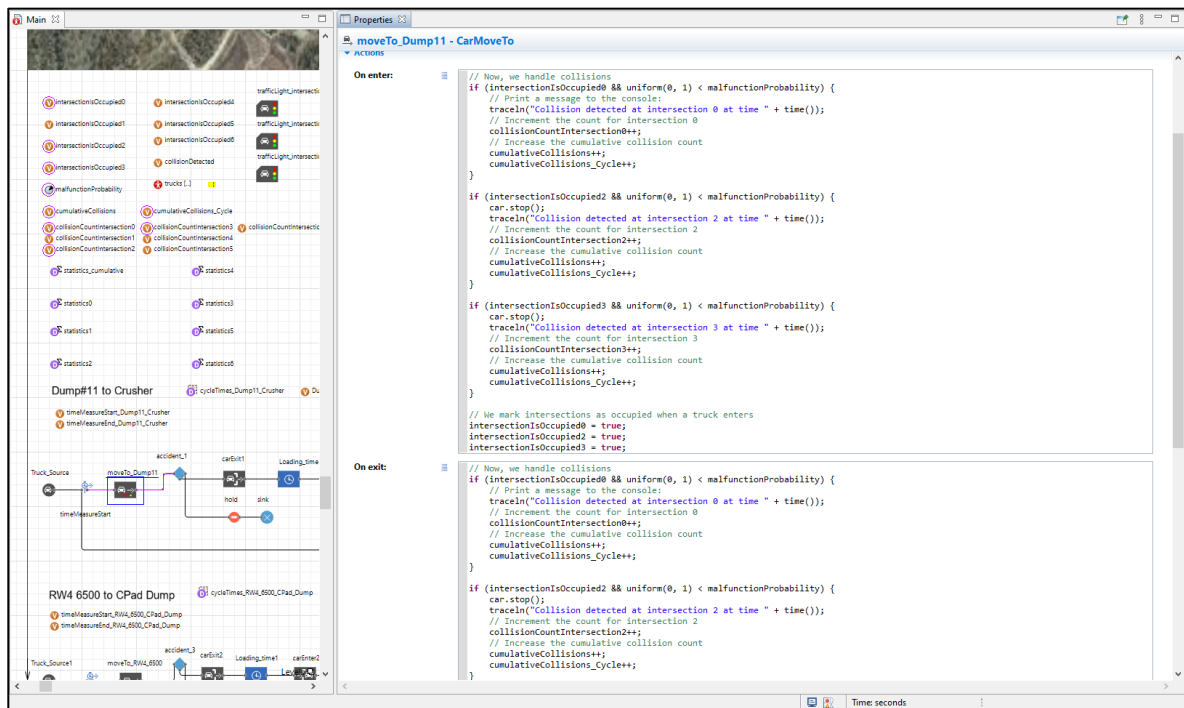 Main
Properties
moveTo_Dump11 - CarMoveTo
Actions
intersectionIsOccupied0
intersectionIsOccupied4
trafficLight_intersection
intersectionIsOccupied1
intersectionIsOccupied5
trafficLight_intersection
intersectionIsOccupied2
intersectionIsOccupied6
trafficLight_intersection
intersectionIsOccupied3
collisionDetected
malfunctionProbability
trucks [..]
cumulativeCollisions
cumulativeCollisions_Cycle
collisionCountIntersection0
collisionCountIntersection3
collisionCountIntersectic
collisionCountIntersection1
collisionCountIntersection4
collisionCountIntersection2
collisionCountIntersection5
statistics_cumulative
statistics4
statistics0
statistics3
statistics1
statistics5
statistics2
statistics6
Dump#11 to Crusher
cycleTimes_Dump11_Crusher
Du
timeMeasureStart_Dump11_Crusher
timeMeasureEnd_Dump11_Crusher
accident_1
Truck_Source
moveTo_Dump11
carExit1
Loading_time
hold
sink
timeMeasureStart
RW4 6500 to CPad Dump
cycleTimes_RW4_6500_CPad_Dump
timeMeasureStart_RW4_6500_CPad_Dump
timeMeasureEnd_RW4_6500_CPad_Dump
accident_3
Truck_Source1
moveTo_RW4_6500
carExit2
Loading_time1
carEnter2
On enter:
// Now, we handle collisions
if (intersectionIsOccupied0 && uniform(0, 1) < malfunctionProbability) {
// Print a message to the console:
traceln("Collision detected at intersection 0 at time " + time());
// Increment the count for intersection 0
collisionCountIntersection0++;
// Increase the cumulative collision count
cumulativeCollisions++;
cumulativeCollisions_Cycle++;
}
if (intersectionIsOccupied2 && uniform(0, 1) < malfunctionProbability) {
car.stop();
traceln("Collision detected at intersection 2 at time " + time());
// Increment the count for intersection 2
collisionCountIntersection2++;
// Increase the cumulative collision count
cumulativeCollisions++;
cumulativeCollisions_Cycle++;
}
if (intersectionIsOccupied3 && uniform(0, 1) < malfunctionProbability) {
car.stop();
traceln("Collision detected at intersection 3 at time " + time());
// Increment the count for intersection 3
collisionCountIntersection3++;
// Increase the cumulative collision count
cumulativeCollisions++;
cumulativeCollisions_Cycle++;
}
// We mark intersections as occupied when a truck enters
intersectionIsOccupied0 = true;
intersectionIsOccupied2 = true;
intersectionIsOccupied3 = true;
On exit:
// Now, we handle collisions
if (intersectionIsOccupied0 && uniform(0, 1) < malfunctionProbability) {
// Print a message to the console:
traceln("Collision detected at intersection 0 at time " + time());
// Increment the count for intersection 0
collisionCountIntersection0++;
// Increase the cumulative collision count
cumulativeCollisions++;
cumulativeCollisions_Cycle++;
}
if (intersectionIsOccupied2 && uniform(0, 1) < malfunctionProbability) {
car.stop();
traceln("Collision detected at intersection 2 at time " + time());
// Increment the count for intersection 2
collisionCountIntersection2++;
// Increase the cumulative collision count
cumulativeCollisions++;
cumulativeCollisions_Cycle++;
}
Time: seconds